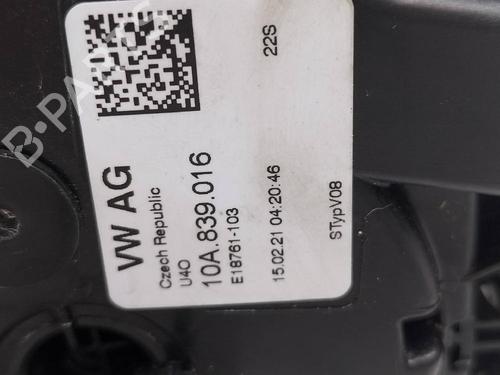 VW AG
Czech Republic
U4O
10A.839.016
E18761-103
22S
15.02.21 04:20:46
STypV08
B-PARTS